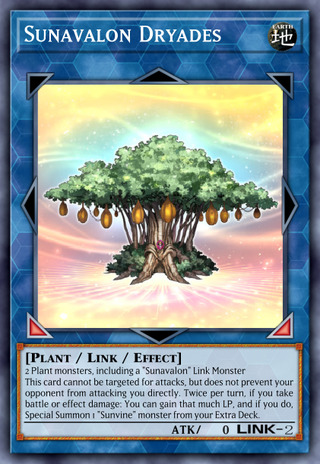 Sunavalon Dryades
EARTH
地
[Plant / Link / Effect]
2 Plant monsters, including a "Sunavalon" Link Monster
This card cannot be targeted for attacks, but does not prevent your
opponent from attacking you directly. Twice per turn, if you take
battle or effect damage: You can gain that much LP, and if you do,
Special Summon 1 "Sunvine" monster from your Extra Deck.
ATK/ 0 LINK-2